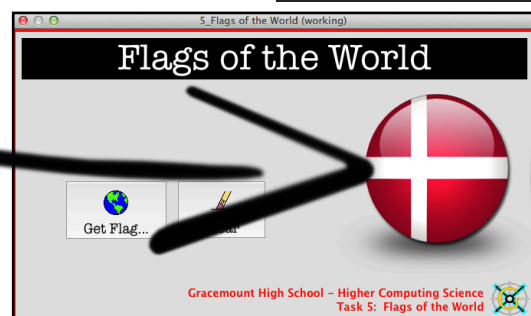 5_Flags of the World (working)
Flags of the World
Get Flag...
Gracemount High School – Higher Computing Science
Task 5: Flags of the World